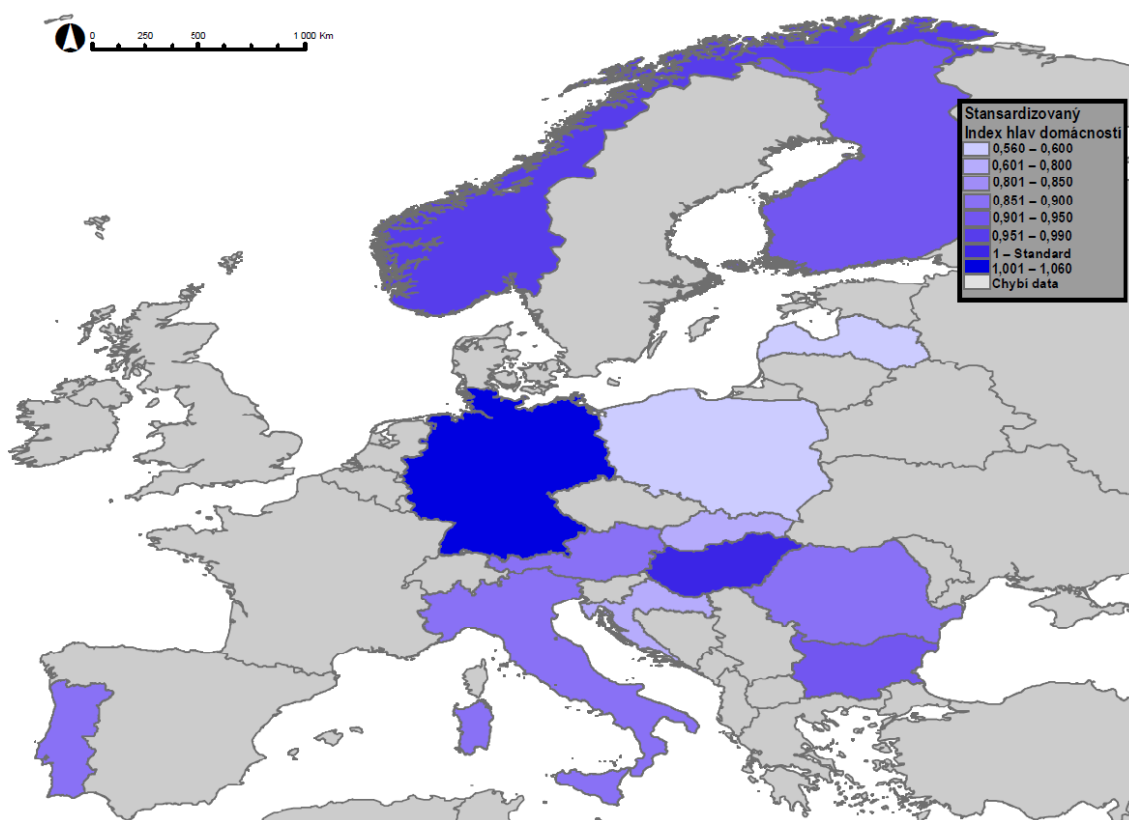 0 250 500 1 000 Km
Stansardizovaný
Index hlav domácností
0,560 – 0,600
0,601 – 0,800
0,801 – 0,850
0,851 – 0,900
0,901 – 0,950
0,951 – 0,990
1 – Standard
1,001 – 1,060
Chybí data